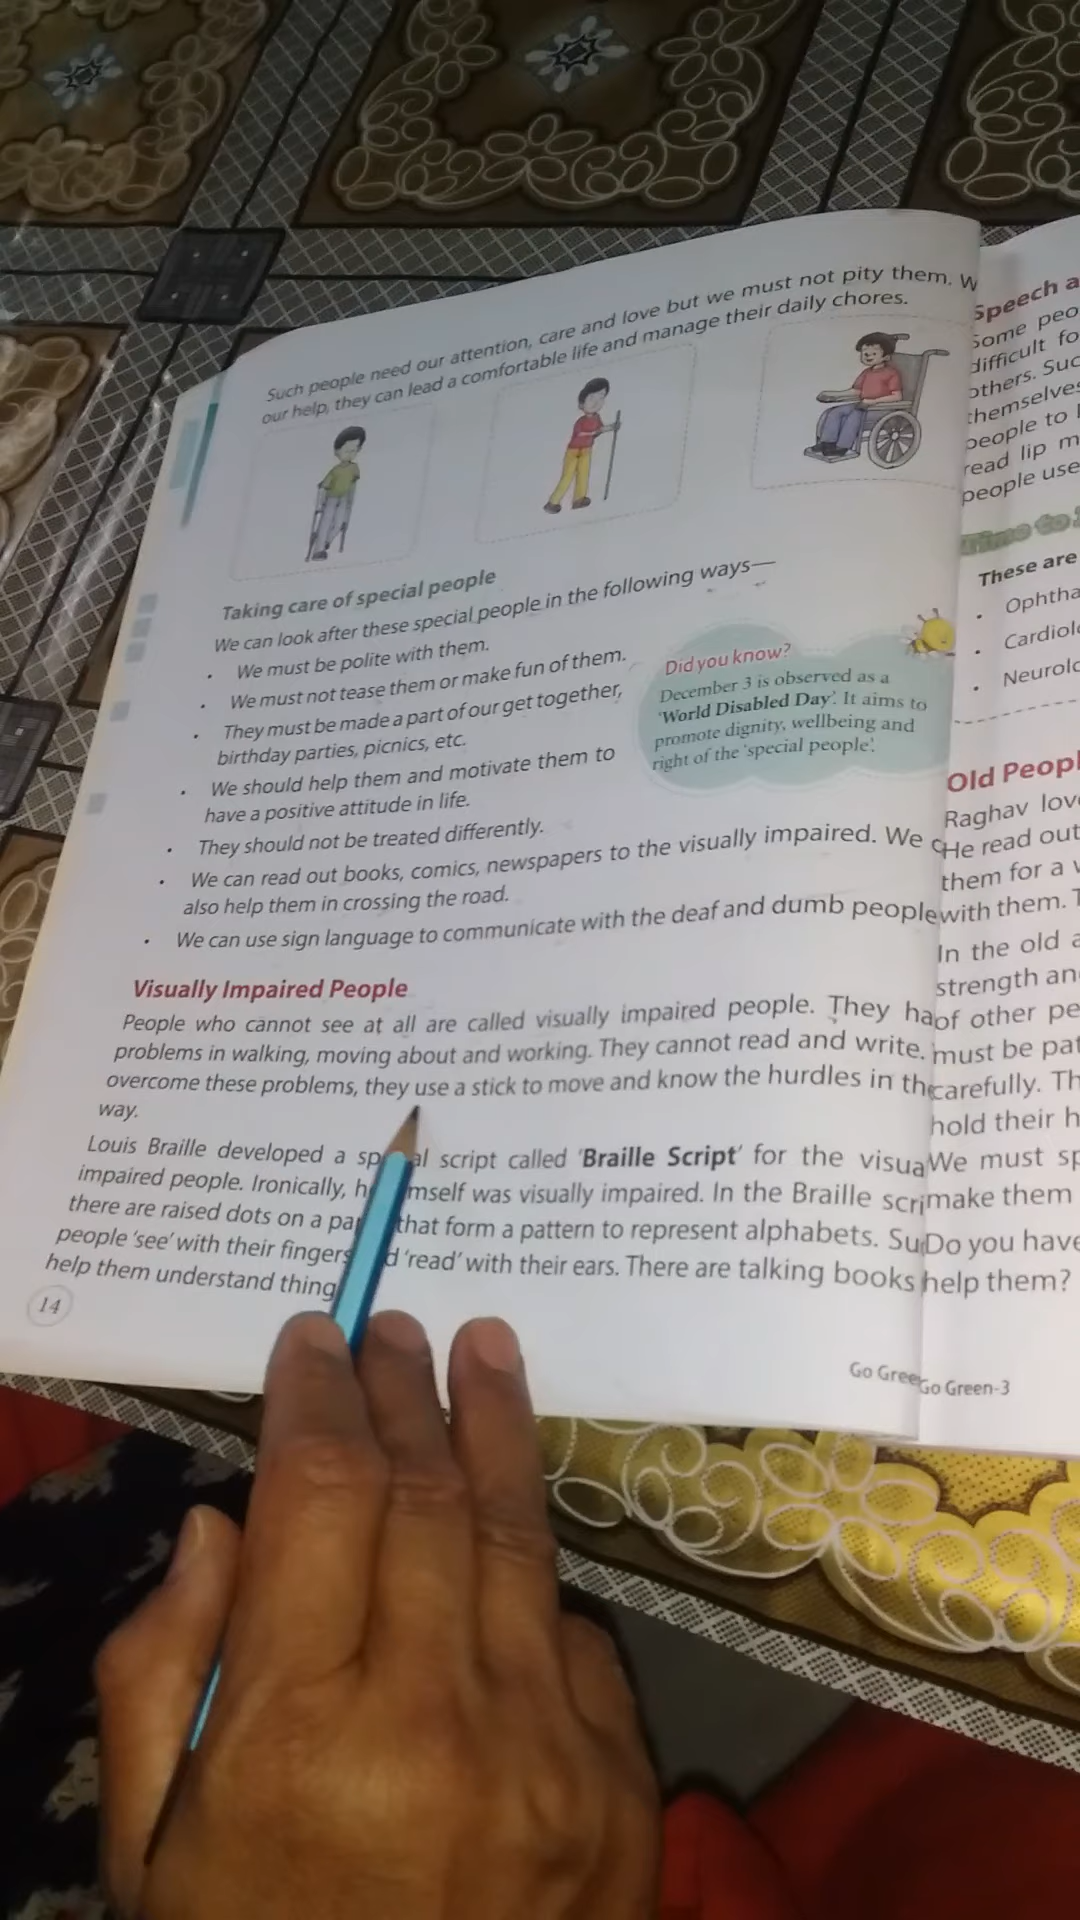 Such people need our attention, care and love but we must not pity them. W
our help, they can lead a comfortable life and manage their daily chores.
Taking care of special people
We can look after these special people in the following ways—
• We must be polite with them.
• We must not tease them or make fun of them.
• They must be made a part of our get together,
birthday parties, picnics, etc.
• We should help them and motivate them to
have a positive attitude in life.
• They should not be treated differently.
• We can read out books, comics, newspapers to the visually impaired. We c
also help them in crossing the road.
• We can use sign language to communicate with the deaf and dumb people
Did you know?
December 3 is observed as a
'World Disabled Day'. It aims to
promote dignity, wellbeing and
right of the 'special people'.
Visually Impaired People
People who cannot see at all are called visually impaired people. They ha
problems in walking, moving about and working. They cannot read and write.
overcome these problems, they use a stick to move and know the hurdles in th
way.
Louis Braille developed a sp al script called 'Braille Script' for the visua
impaired people. Ironically, h mself was visually impaired. In the Braille scri
there are raised dots on a pa that form a pattern to represent alphabets. Su
people 'see' with their fingers d 'read' with their ears. There are talking books
help them understand thing
14
Go Gree
Speech a
Some peo
difficult fo
others. Suc
themselves
people to
read lip m
people use
Time to
These are
• Ophtha
• Cardiolo
• Neurolo
Old Peopl
Raghav lov
He read out
them for a
with them. T
In the old a
strength an
of other pe
must be pat
carefully. Th
hold their h
We must sp
make them
Do you have
help them?
Go Green-3